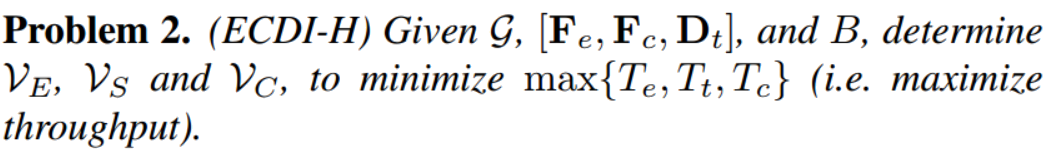 Problem 2. (ECDI-H) Given 𝒢, [F_e, F_c, D_t], and B, determine
𝒱_E, 𝒱_S and 𝒱_C, to minimize max{T_e, T_t, T_c} (i.e. maximize
throughput).